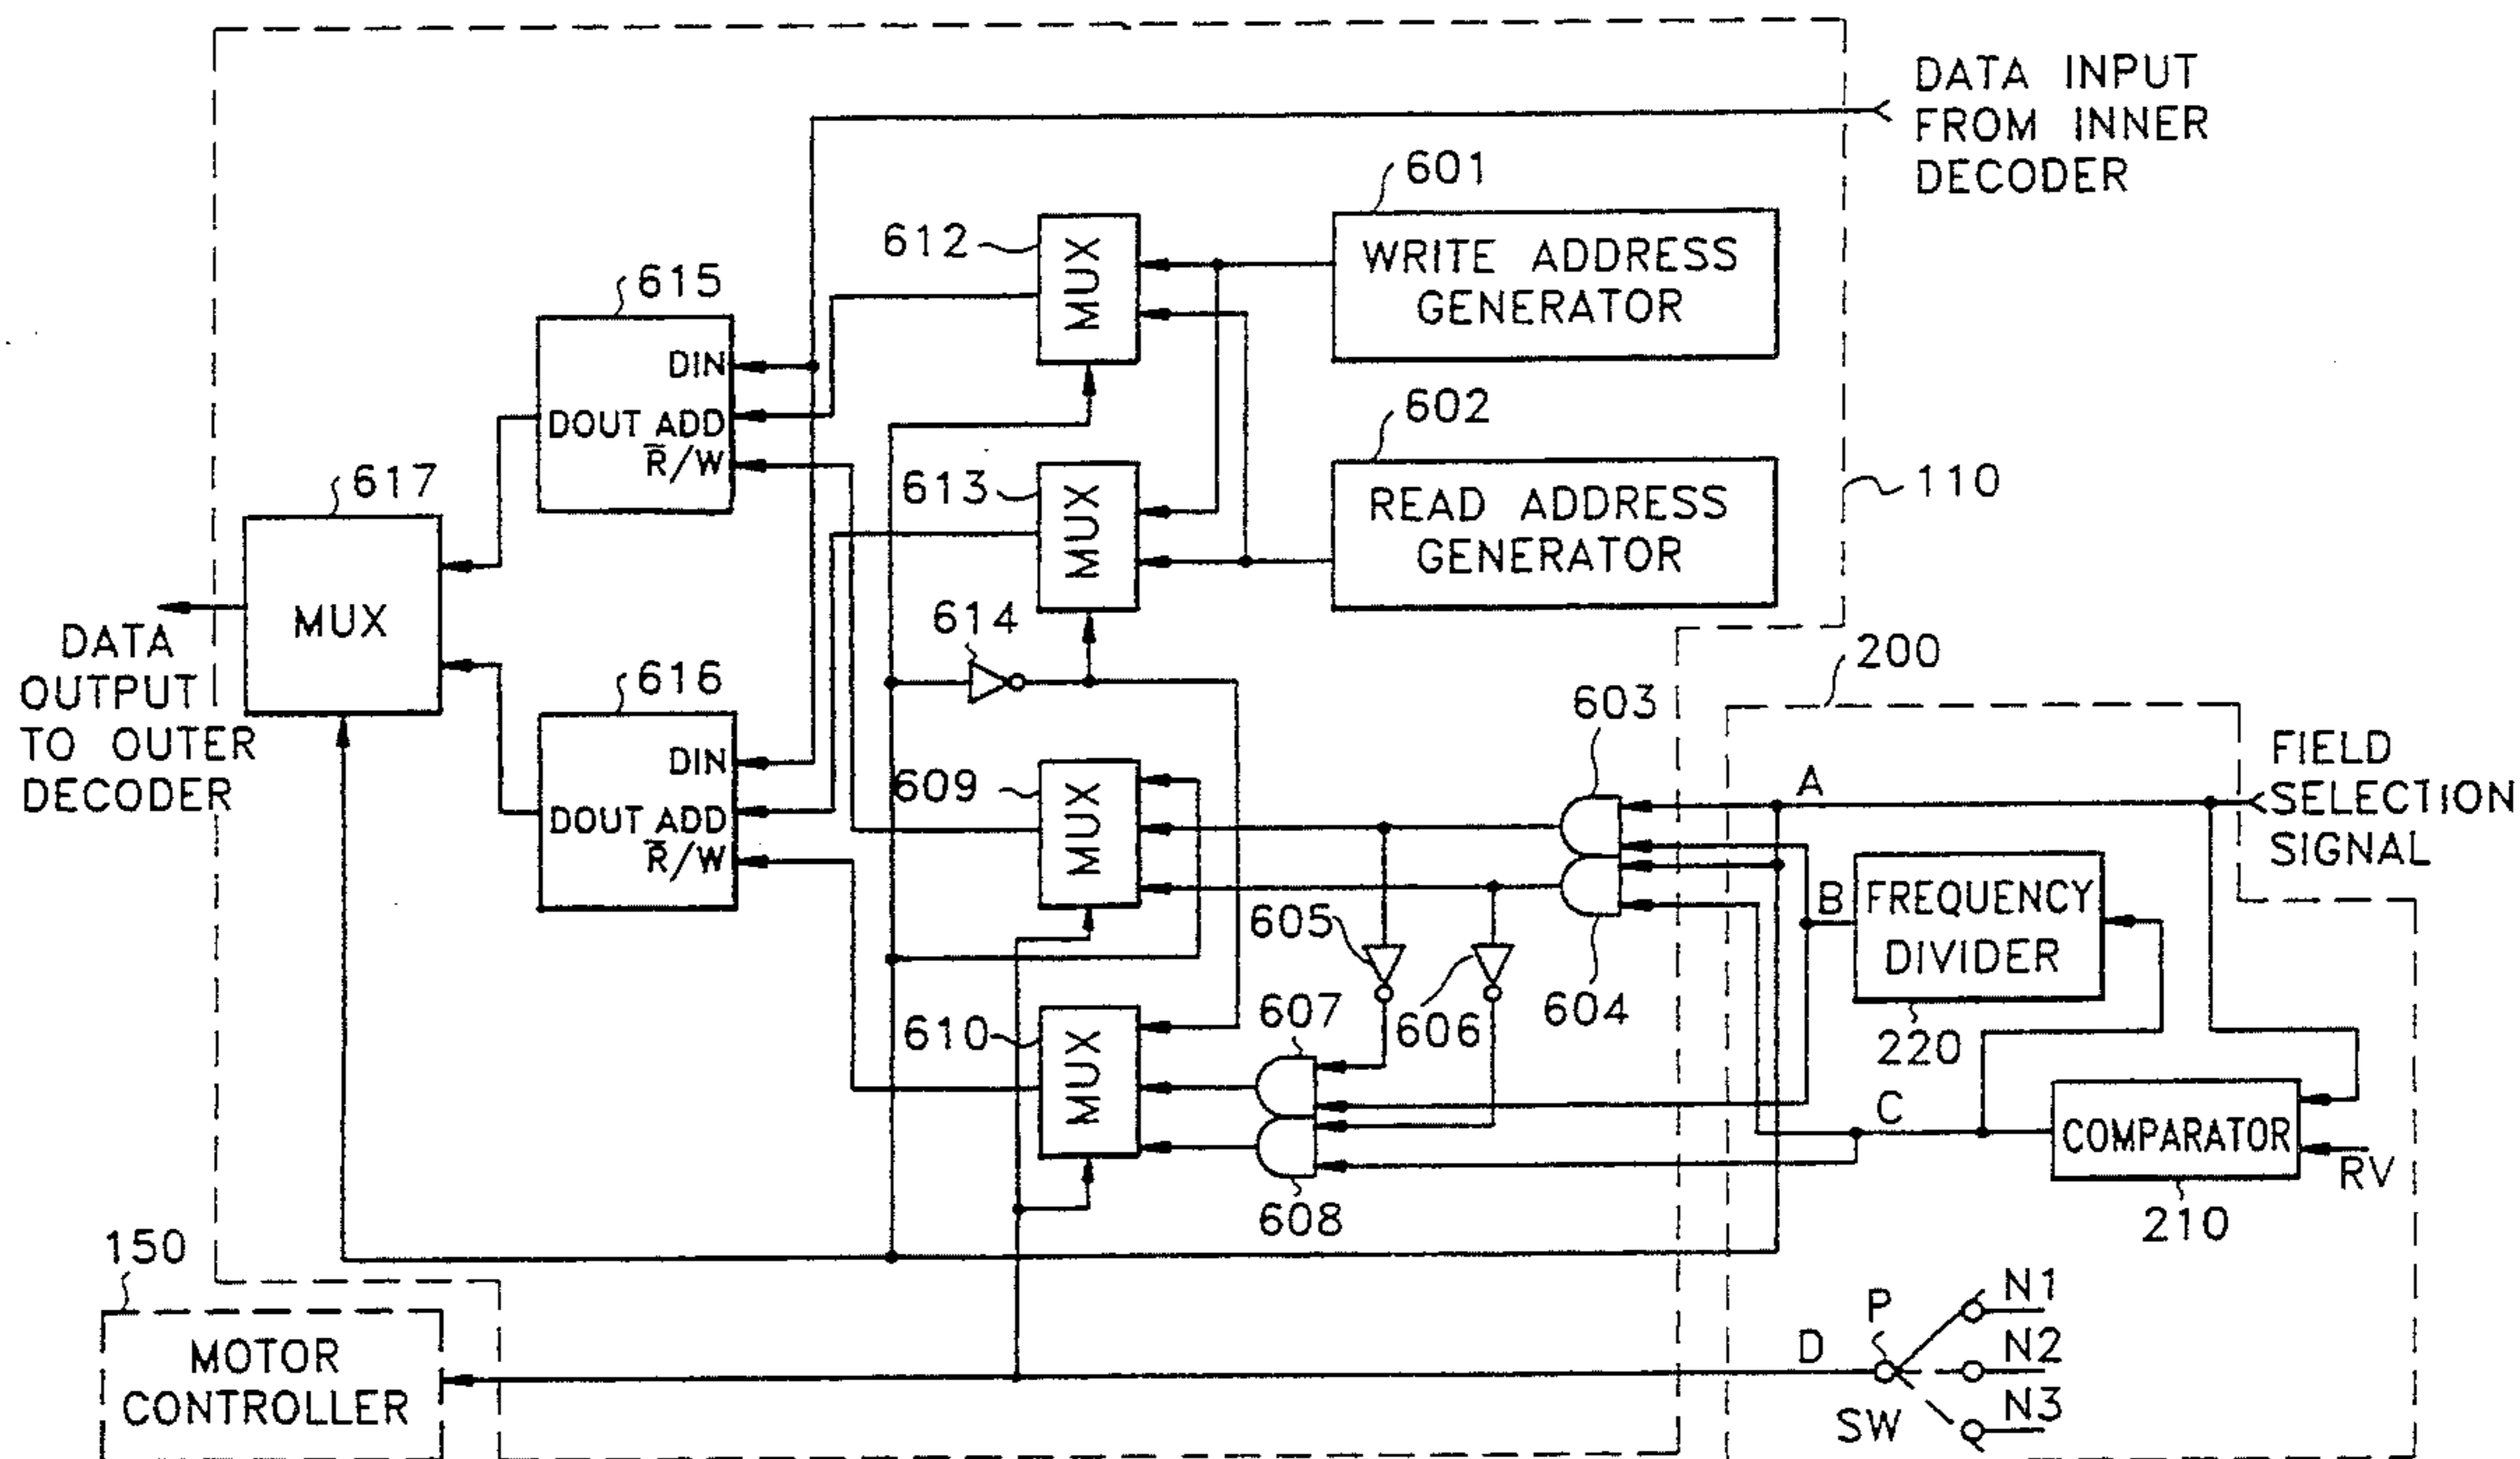 DATA INPUT
FROM INNER
DECODER
601
612
WRITE ADDRESS
GENERATOR
MUX
615
DIN
DOUT ADD
R̅/W
602
617
613
READ ADDRESS
GENERATOR
MUX
110
MUX
614
DATA
OUTPUT
TO OUTER
DECODER
616
DIN
DOUT ADD
R̅/W
200
603
609
MUX
A
FIELD
SELECTION
SIGNAL
B
FREQUENCY
DIVIDER
605
606
604
607
610
MUX
220
C
COMPARATOR
RV
608
210
150
MOTOR
CONTROLLER
P
N1
D
N2
SW
N3